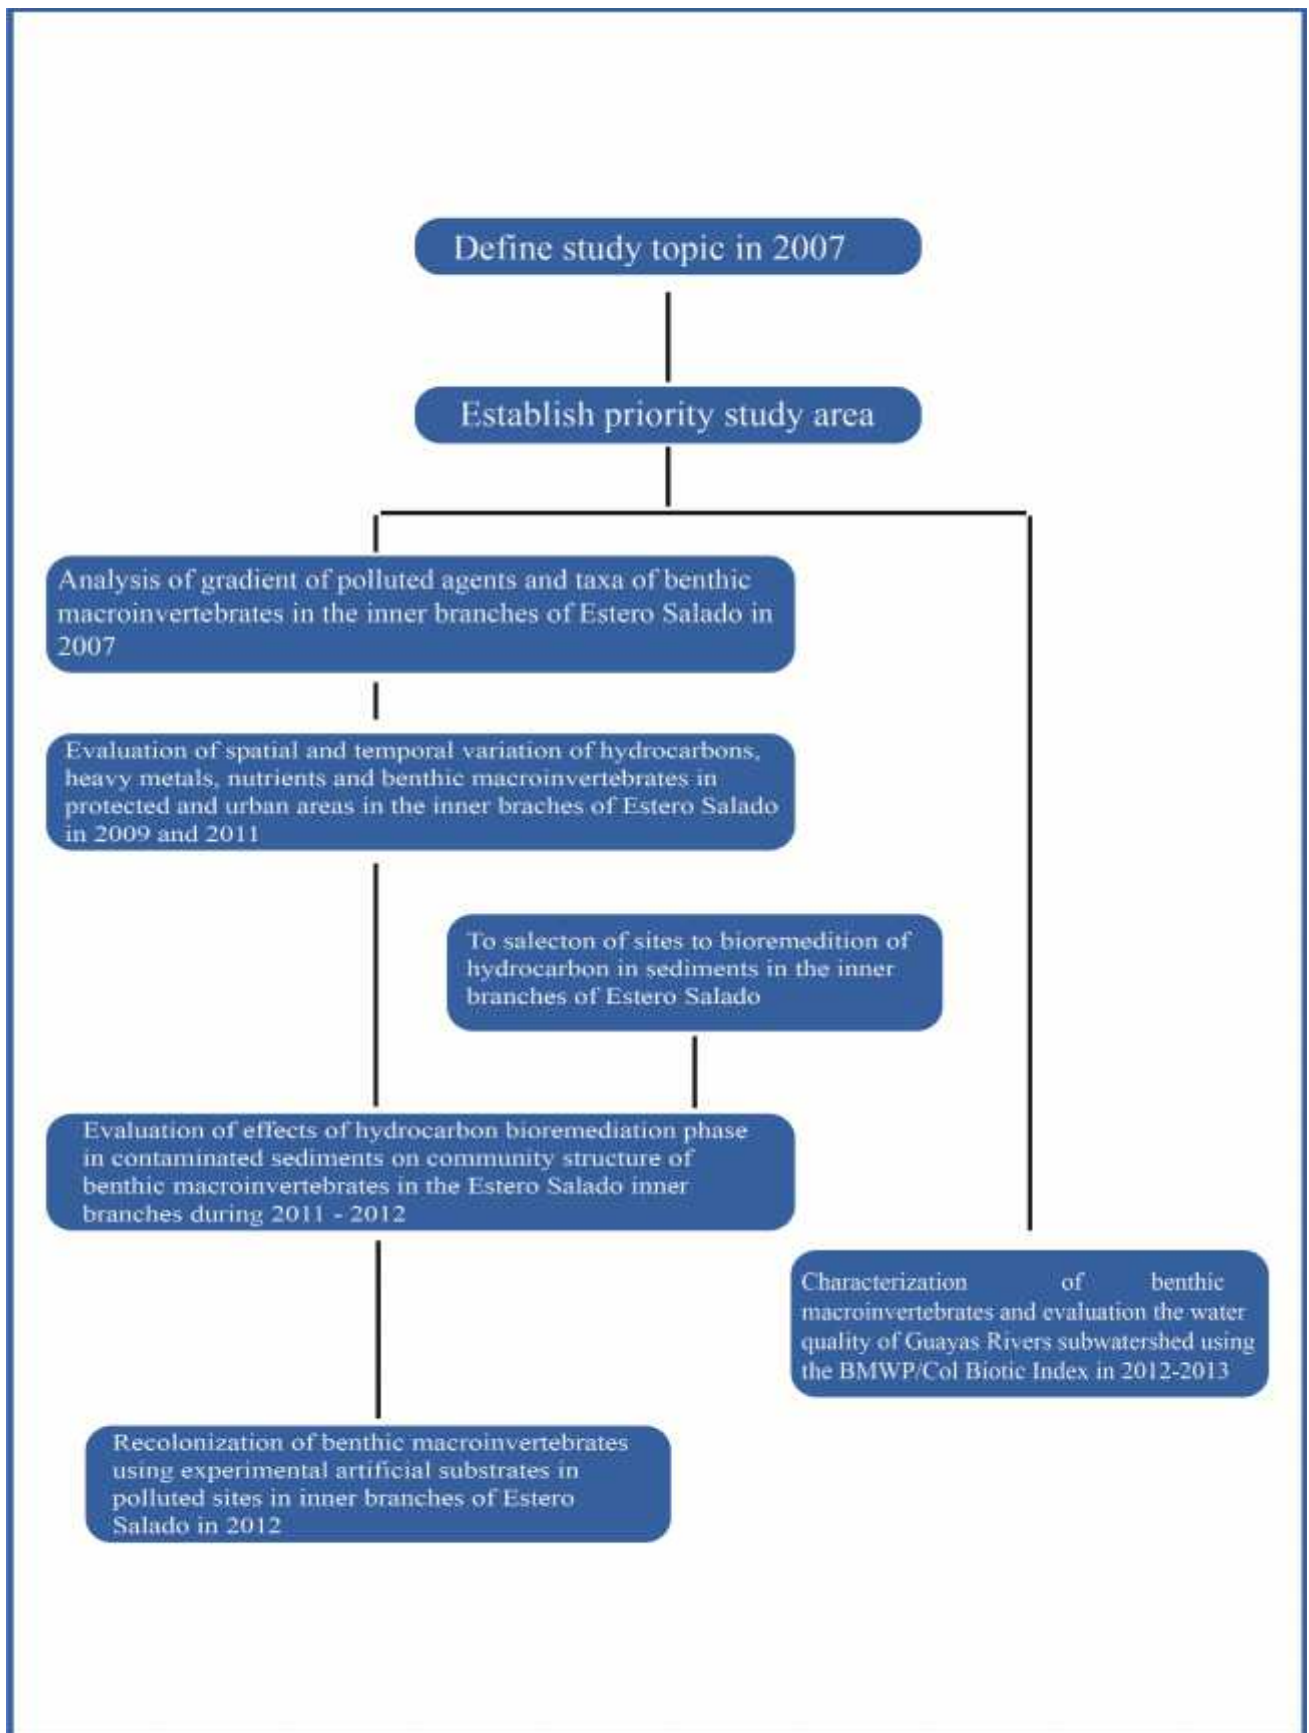 Define study topic in 2007
Establish priority study area
Analysis of gradient of polluted agents and taxa of benthic
macroinvertebrates in the inner branches of Estero Salado in
2007
Evaluation of spatial and temporal variation of hydrocarbons,
heavy metals, nutrients and benthic macroinvertebrates in
protected and urban areas in the inner braches of Estero Salado
in 2009 and 2011
To salecton of sites to bioremedition of
hydrocarbon in sediments in the inner
branches of Estero Salado
Evaluation of effects of hydrocarbon bioremediation phase
in contaminated sediments on community structure of
benthic macroinvertebrates in the Estero Salado inner
branches during 2011 - 2012
Characterization of benthic
macroinvertebrates and evaluation the water
quality of Guayas Rivers subwatershed using
the BMWP/Col Biotic Index in 2012-2013
Recolonization of benthic macroinvertebrates
using experimental artificial substrates in
polluted sites in inner branches of Estero
Salado in 2012